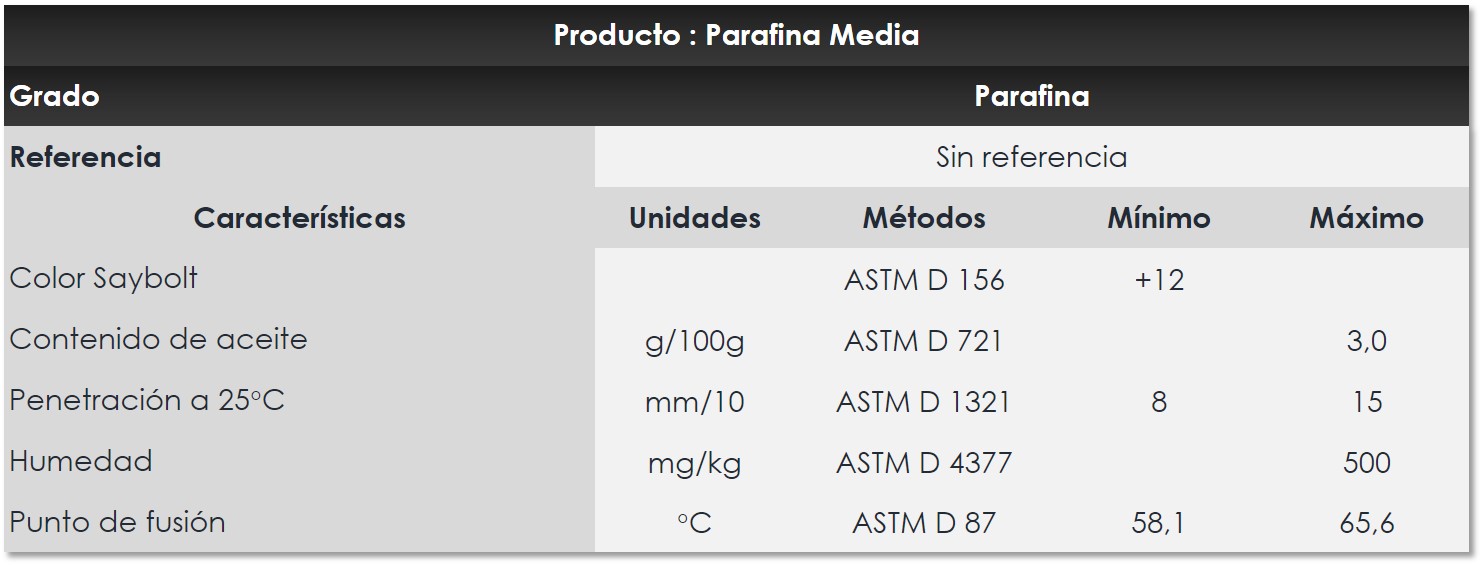 Producto : Parafina Media
Grado Parafina
Referencia Sin referencia
Características Unidades Métodos Mínimo Máximo
Color Saybolt ASTM D 156 +12
Contenido de aceite g/100g ASTM D 721 3,0
Penetración a 25°C mm/10 ASTM D 1321 8 15
Humedad mg/kg ASTM D 4377 500
Punto de fusión °C ASTM D 87 58,1 65,6